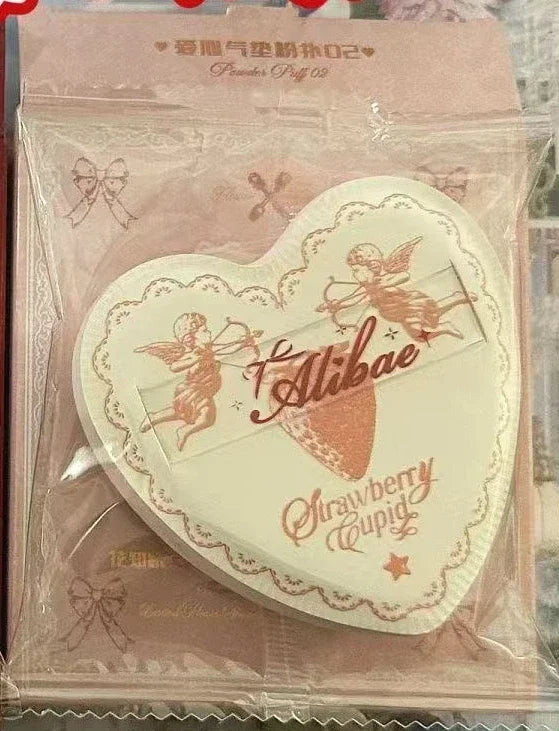 ♥爱心气垫粉扑02♥
Powder Puff 02
Alibae
Strawberry
Cupid